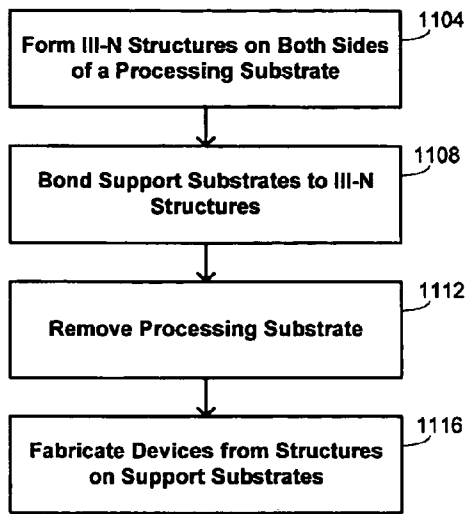 1104
Form III-N Structures on Both Sides
of a Processing Substrate
1108
Bond Support Substrates to III-N
Structures
1112
Remove Processing Substrate
1116
Fabricate Devices from Structures
on Support Substrates